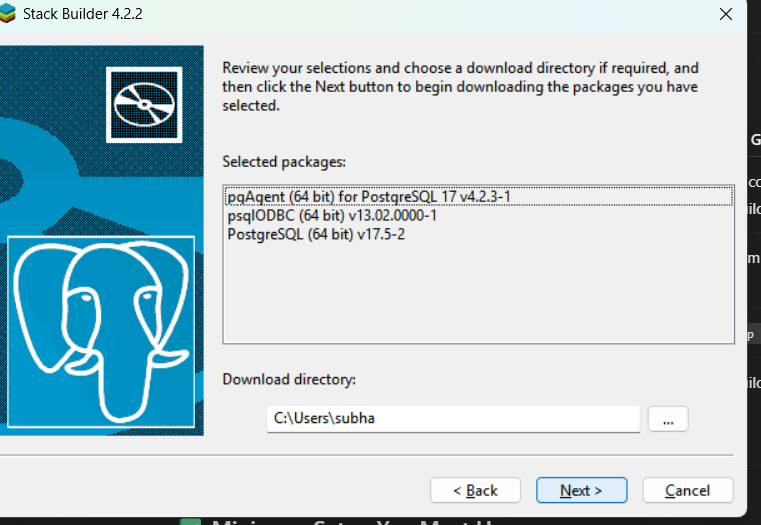 Stack Builder 4.2.2
Review your selections and choose a download directory if required, and
then click the Next button to begin downloading the packages you have
selected.
Selected packages:
pgAgent (64 bit) for PostgreSQL 17 v4.2.3-1
psqlODBC (64 bit) v13.02.0000-1
PostgreSQL (64 bit) v17.5-2
Download directory:
C:\Users\subha
...
< Back
Next >
Cancel